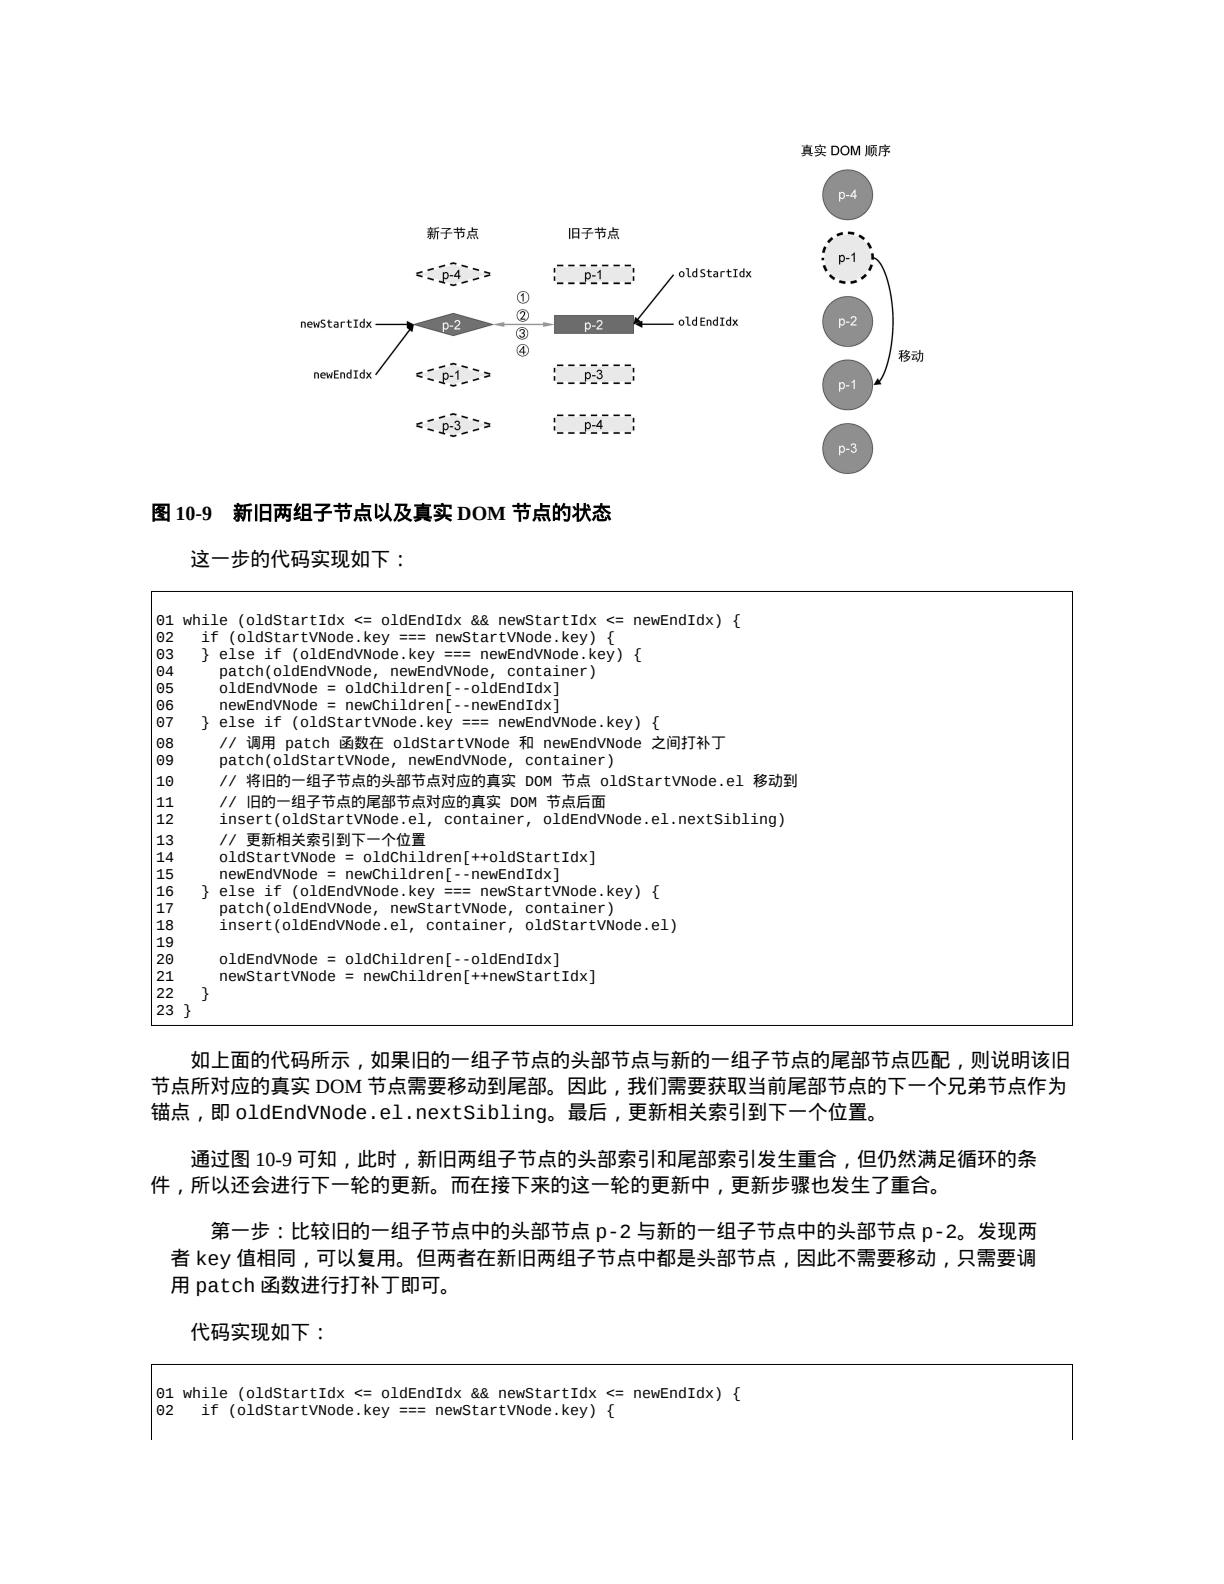 真实 DOM 顺序
p-4
新子节点 旧子节点
p-1
p-4 p-1 oldStartIdx
①
newStartIdx p-2 ② p-2 oldEndIdx p-2
③
④
移动
newEndIdx p-1 p-3 p-1
p-3 p-4
p-3
图 10-9 新旧两组子节点以及真实 DOM 节点的状态
这一步的代码实现如下：
01 while (oldStartIdx <= oldEndIdx && newStartIdx <= newEndIdx) {
02   if (oldStartVNode.key === newStartVNode.key) {
03   } else if (oldEndVNode.key === newEndVNode.key) {
04     patch(oldEndVNode, newEndVNode, container)
05     oldEndVNode = oldChildren[--oldEndIdx]
06     newEndVNode = newChildren[--newEndIdx]
07   } else if (oldStartVNode.key === newEndVNode.key) {
08     // 调用 patch 函数在 oldStartVNode 和 newEndVNode 之间打补丁
09     patch(oldStartVNode, newEndVNode, container)
10     // 将旧的一组子节点的头部节点对应的真实 DOM 节点 oldStartVNode.el 移动到
11     // 旧的一组子节点的尾部节点对应的真实 DOM 节点后面
12     insert(oldStartVNode.el, container, oldEndVNode.el.nextSibling)
13     // 更新相关索引到下一个位置
14     oldStartVNode = oldChildren[++oldStartIdx]
15     newEndVNode = newChildren[--newEndIdx]
16   } else if (oldEndVNode.key === newStartVNode.key) {
17     patch(oldEndVNode, newStartVNode, container)
18     insert(oldEndVNode.el, container, oldStartVNode.el)
19
20     oldEndVNode = oldChildren[--oldEndIdx]
21     newStartVNode = newChildren[++newStartIdx]
22   }
23 }
如上面的代码所示，如果旧的一组子节点的头部节点与新的一组子节点的尾部节点匹配，则说明该旧
节点所对应的真实 DOM 节点需要移动到尾部。因此，我们需要获取当前尾部节点的下一个兄弟节点作为
锚点，即 oldEndVNode.el.nextSibling。最后，更新相关索引到下一个位置。
通过图 10-9 可知，此时，新旧两组子节点的头部索引和尾部索引发生重合，但仍然满足循环的条
件，所以还会进行下一轮的更新。而在接下来的这一轮的更新中，更新步骤也发生了重合。
第一步：比较旧的一组子节点中的头部节点 p-2 与新的一组子节点中的头部节点 p-2。发现两
者 key 值相同，可以复用。但两者在新旧两组子节点中都是头部节点，因此不需要移动，只需要调
用 patch 函数进行打补丁即可。
代码实现如下：
01 while (oldStartIdx <= oldEndIdx && newStartIdx <= newEndIdx) {
02   if (oldStartVNode.key === newStartVNode.key) {